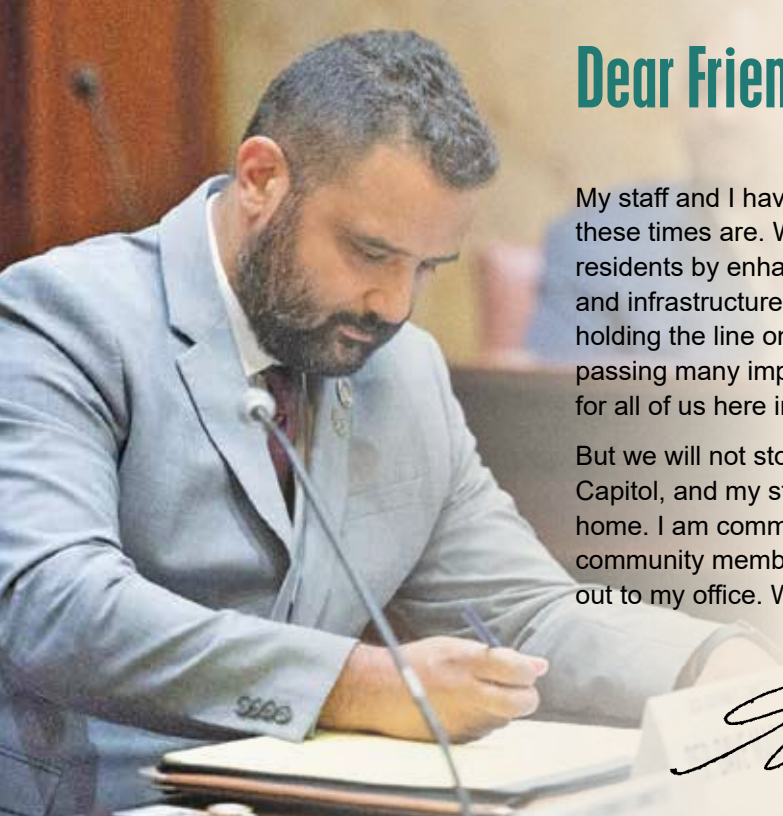 Dear Frien
My staff and I hav
these times are. W
residents by enha
and infrastructure
holding the line or
passing many imp
for all of us here i
But we will not sto
Capitol, and my st
home. I am comm
community memb
out to my office. W